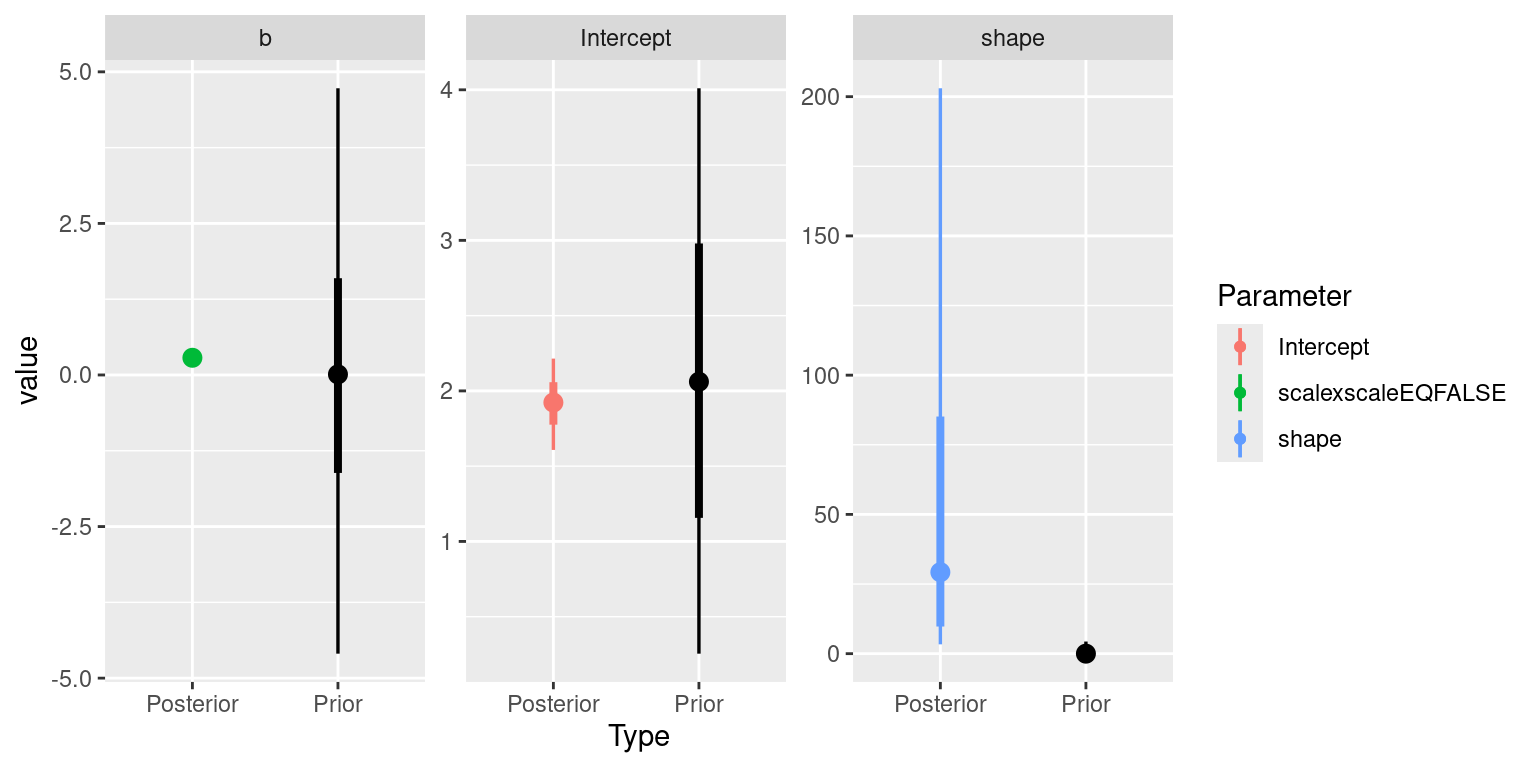 b
Intercept
shape
value
5.0
2.5
0.0
-2.5
-5.0
4
3
2
1
200
150
100
50
0
Posterior Prior
Posterior Prior
Posterior Prior
Type
Parameter
Intercept
scalexscaleEQFALSE
shape